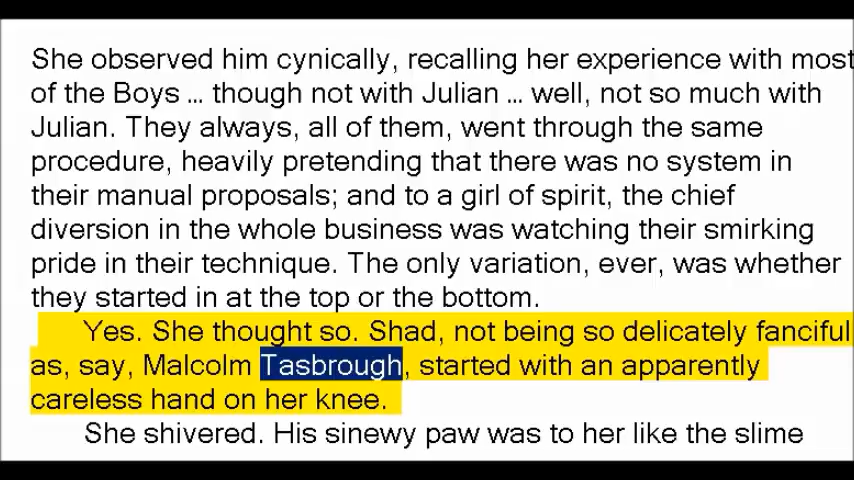 She observed him cynically, recalling her experience with most
of the Boys ... though not with Julian ... well, not so much with
Julian. They always, all of them, went through the same
procedure, heavily pretending that there was no system in
their manual proposals; and to a girl of spirit, the chief
diversion in the whole business was watching their smirking
pride in their technique. The only variation, ever, was whether
they started in at the top or the bottom.
Yes. She thought so. Shad, not being so delicately fanciful
as, say, Malcolm Tasbrough, started with an apparently
careless hand on her knee.
She shivered. His sinewy paw was to her like the slime